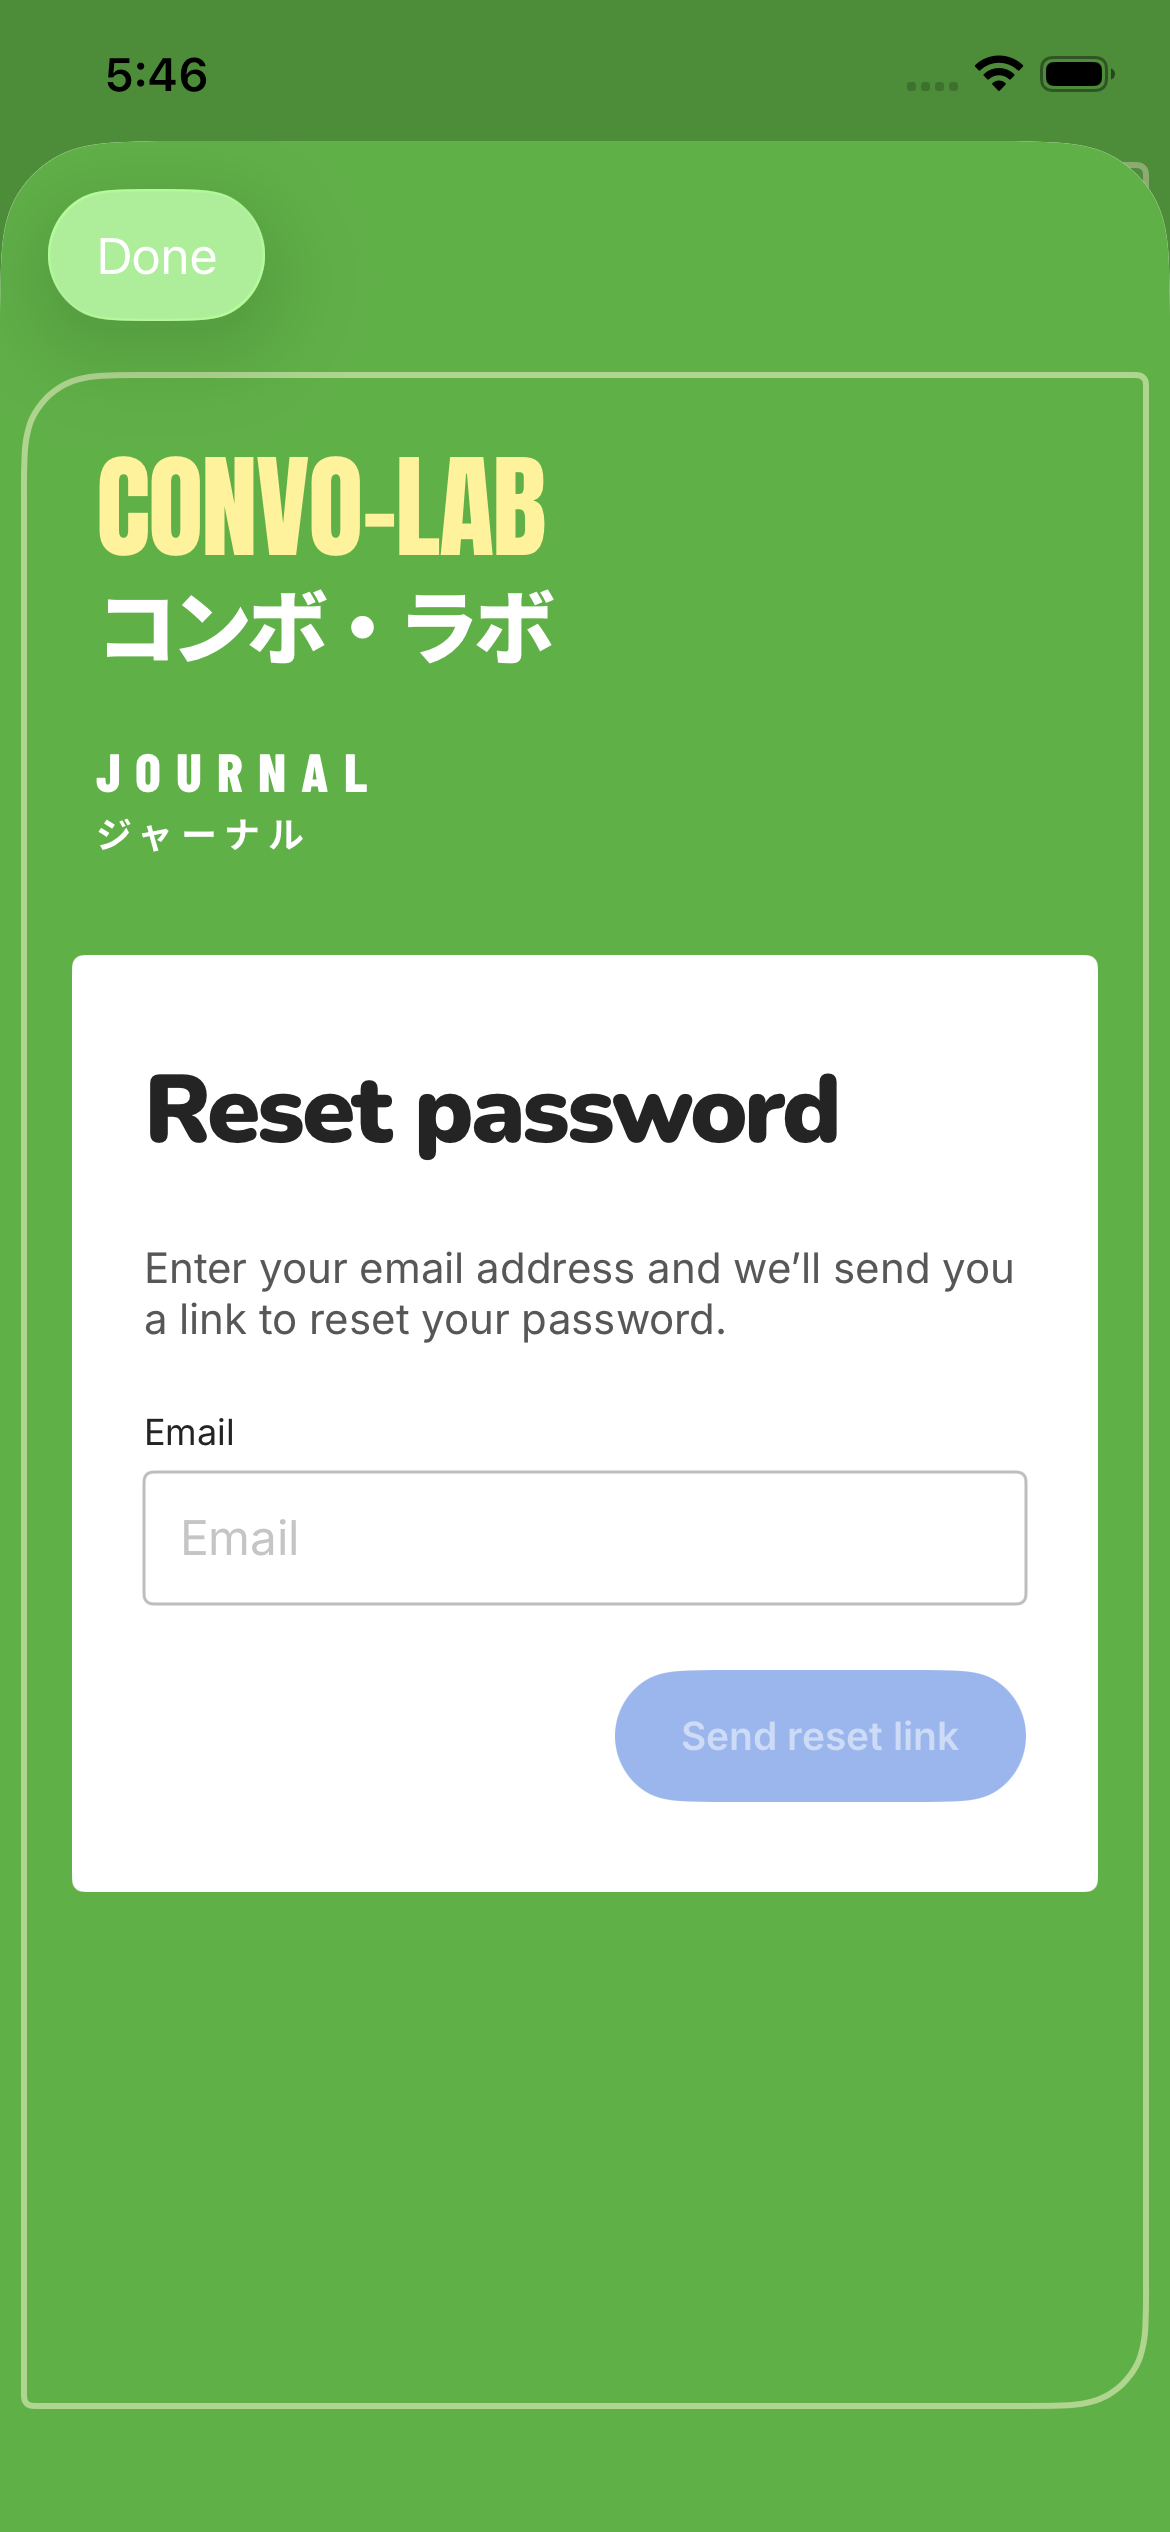 5:46
Done
CONVO-LAB
コンボ・ラボ
JOURNAL
ジャーナル
Reset password
Enter your email address and we’ll send you
a link to reset your password.
Email
Email
Send reset link